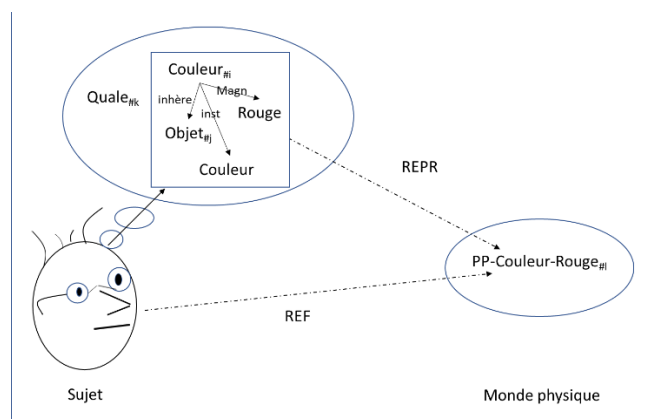 Couleur#i
Quale#k
inhère
Magn
inst
Rouge
Objet#j
Couleur
REPR
PP-Couleur-Rouge#l
REF
Sujet
Monde physique